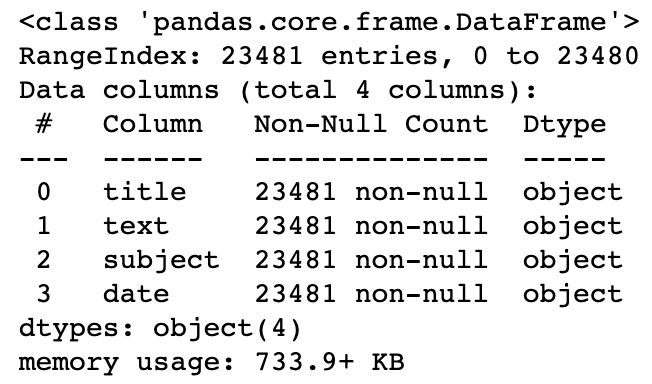 <class 'pandas.core.frame.DataFrame'>
RangeIndex: 23481 entries, 0 to 23480
Data columns (total 4 columns):
 #   Column   Non-Null Count  Dtype
---  ------   --------------  -----
 0   title    23481 non-null  object
 1   text     23481 non-null  object
 2   subject  23481 non-null  object
 3   date     23481 non-null  object
dtypes: object(4)
memory usage: 733.9+ KB